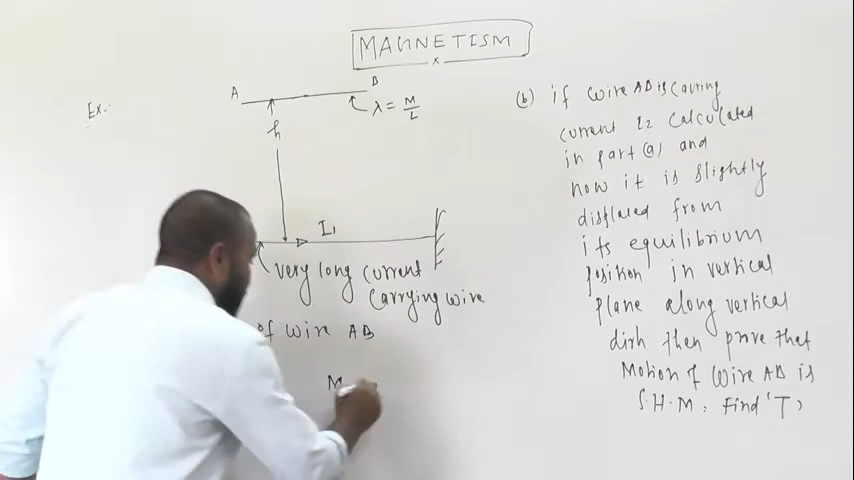 MAGNETISM
x
Ex:
A B
λ = M/L
h
I1
very long current
carrying wire
of wire AB
M
(b) if wire AB is carring
current I2 calculated
in part (a) and
now it is slightly
displaced from
its equilibrium
position in vertical
plane along vertical
dirn then prove that
Motion of wire AB is
S.H.M. Find 'T'